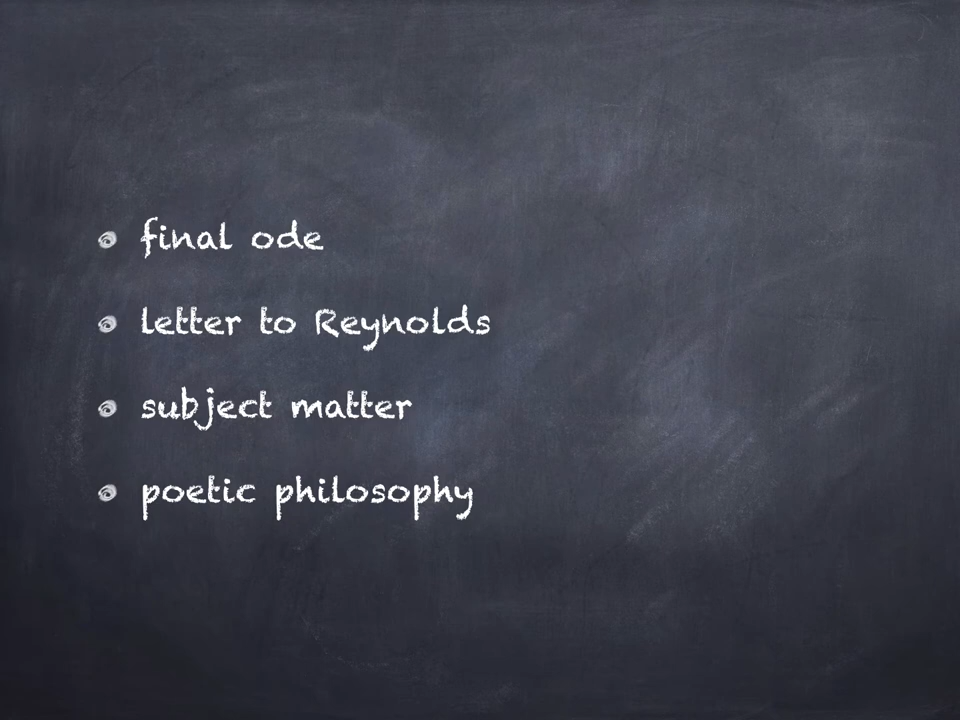 final ode
letter to Reynolds
subject matter
poetic philosophy